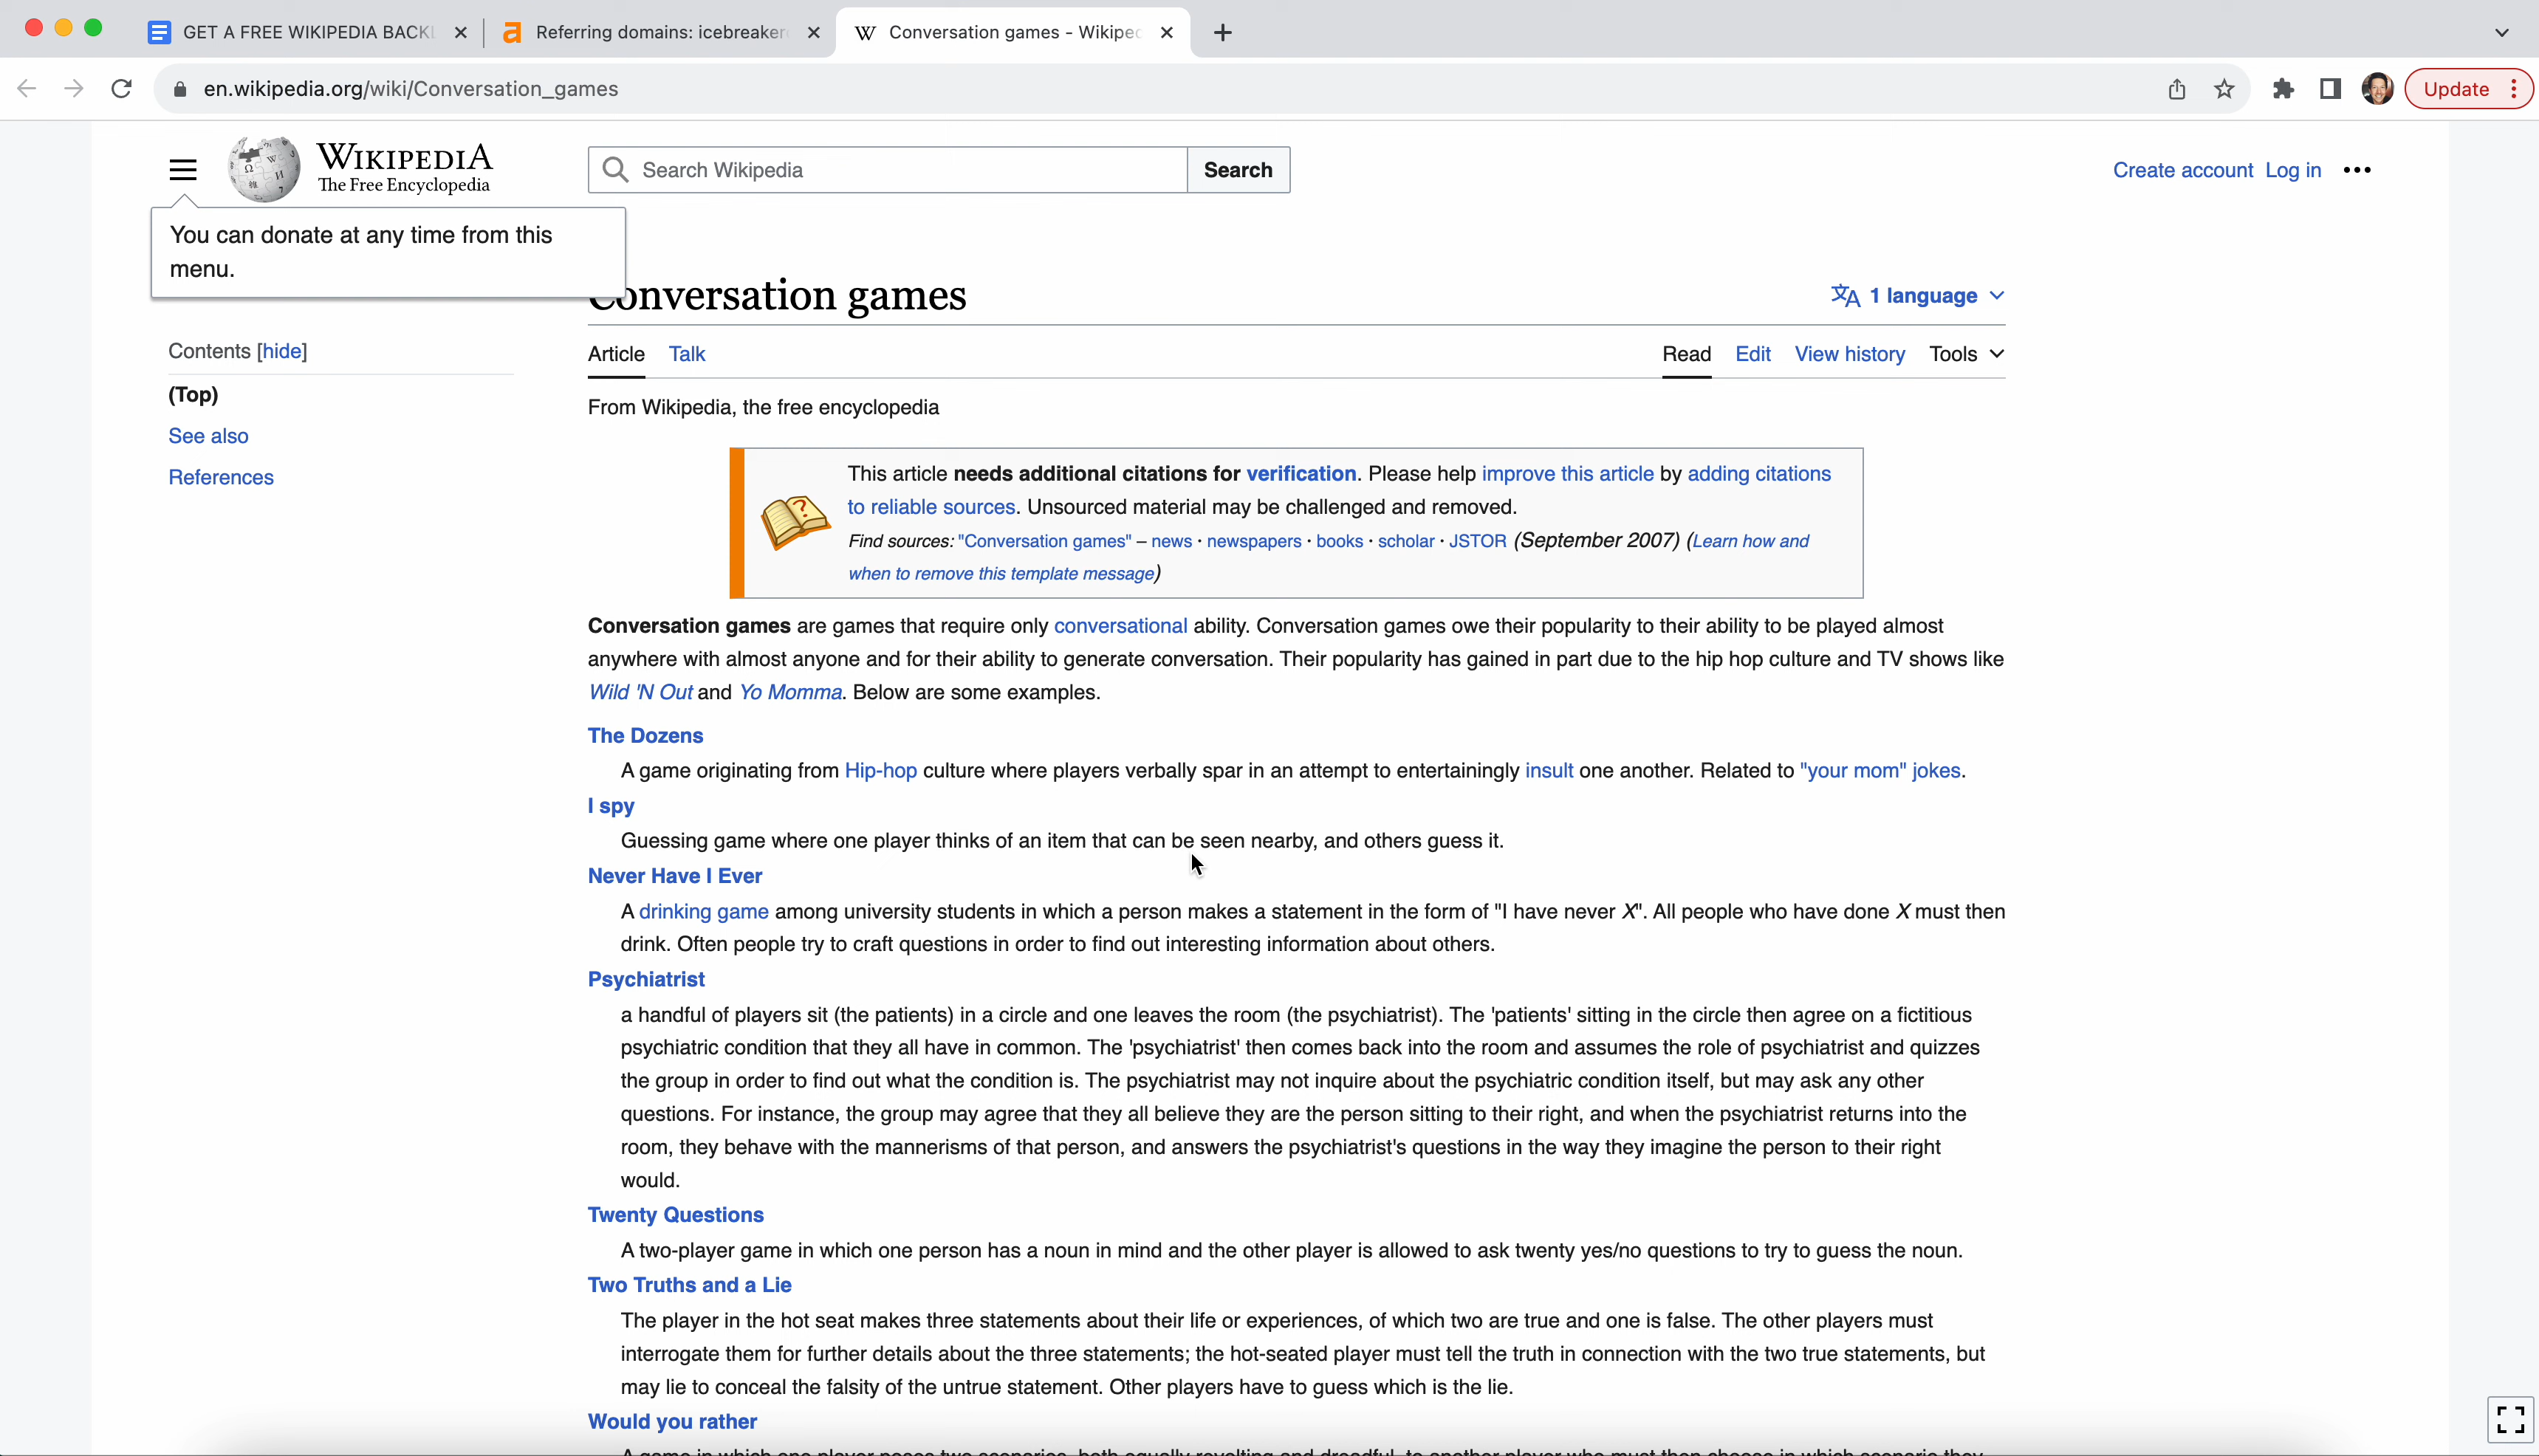 GET A FREE WIKIPEDIA BACKL
Referring domains: icebreaker
Conversation games - Wikiped
en.wikipedia.org/wiki/Conversation_games
Update
WIKIPEDIA
The Free Encyclopedia
Search Wikipedia
Search
Create account Log in
You can donate at any time from this
menu.
Conversation games
1 language
Contents [hide]
(Top)
See also
References
Article Talk
Read Edit View history Tools
From Wikipedia, the free encyclopedia
This article needs additional citations for verification. Please help improve this article by adding citations
to reliable sources. Unsourced material may be challenged and removed.
Find sources: "Conversation games" – news · newspapers · books · scholar · JSTOR (September 2007) (Learn how and
when to remove this template message)
Conversation games are games that require only conversational ability. Conversation games owe their popularity to their ability to be played almost
anywhere with almost anyone and for their ability to generate conversation. Their popularity has gained in part due to the hip hop culture and TV shows like
Wild 'N Out and Yo Momma. Below are some examples.
The Dozens
A game originating from Hip-hop culture where players verbally spar in an attempt to entertainingly insult one another. Related to "your mom" jokes.
I spy
Guessing game where one player thinks of an item that can be seen nearby, and others guess it.
Never Have I Ever
A drinking game among university students in which a person makes a statement in the form of "I have never X". All people who have done X must then
drink. Often people try to craft questions in order to find out interesting information about others.
Psychiatrist
a handful of players sit (the patients) in a circle and one leaves the room (the psychiatrist). The 'patients' sitting in the circle then agree on a fictitious
psychiatric condition that they all have in common. The 'psychiatrist' then comes back into the room and assumes the role of psychiatrist and quizzes
the group in order to find out what the condition is. The psychiatrist may not inquire about the psychiatric condition itself, but may ask any other
questions. For instance, the group may agree that they all believe they are the person sitting to their right, and when the psychiatrist returns into the
room, they behave with the mannerisms of that person, and answers the psychiatrist's questions in the way they imagine the person to their right
would.
Twenty Questions
A two-player game in which one person has a noun in mind and the other player is allowed to ask twenty yes/no questions to try to guess the noun.
Two Truths and a Lie
The player in the hot seat makes three statements about their life or experiences, of which two are true and one is false. The other players must
interrogate them for further details about the three statements; the hot-seated player must tell the truth in connection with the two true statements, but
may lie to conceal the falsity of the untrue statement. Other players have to guess which is the lie.
Would you rather
A game in which one player poses two scenarios, both equally revolting and dreadful, to another player who must then choose in which scenario they